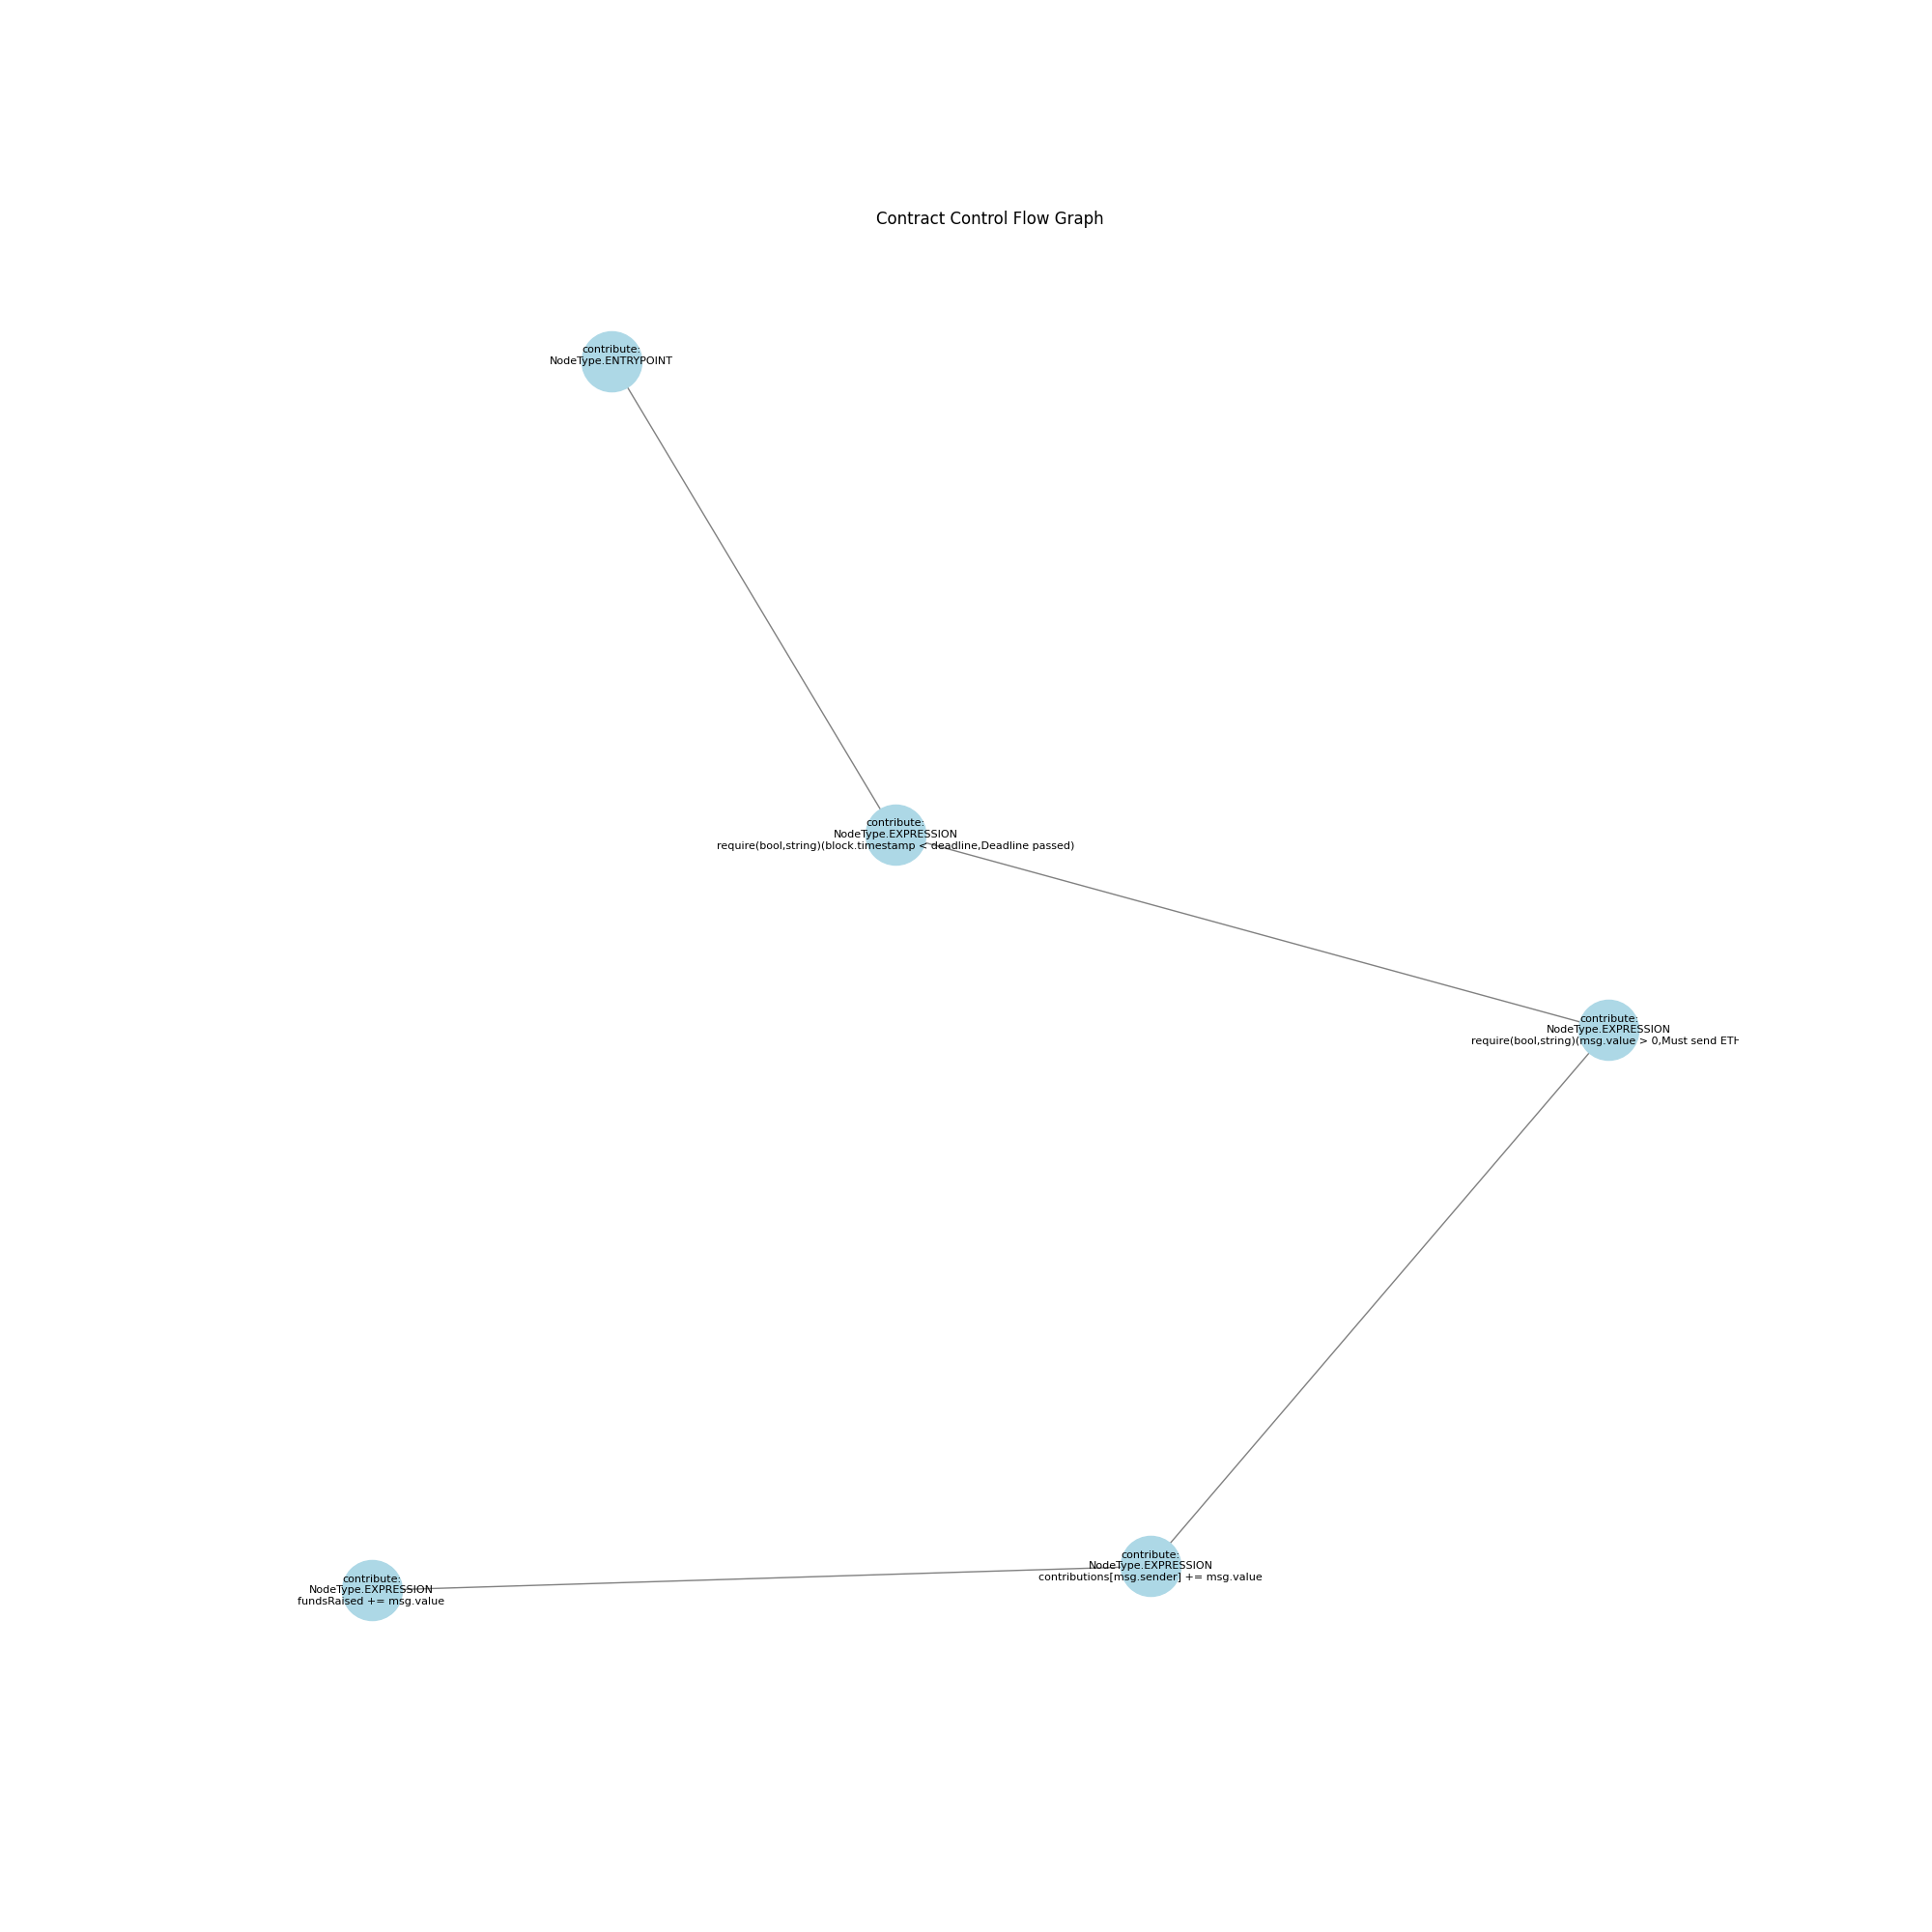 Contract Control Flow Graph
contribute:
NodeType.ENTRYPOINT
contribute:
NodeType.EXPRESSION
require(bool,string)(block.timestamp < deadline,Deadline passed)
contribute:
NodeType.EXPRESSION
require(bool,string)(msg.value > 0,Must send ETH
contribute:
NodeType.EXPRESSION
contributions[msg.sender] += msg.value
contribute:
NodeType.EXPRESSION
fundsRaised += msg.value